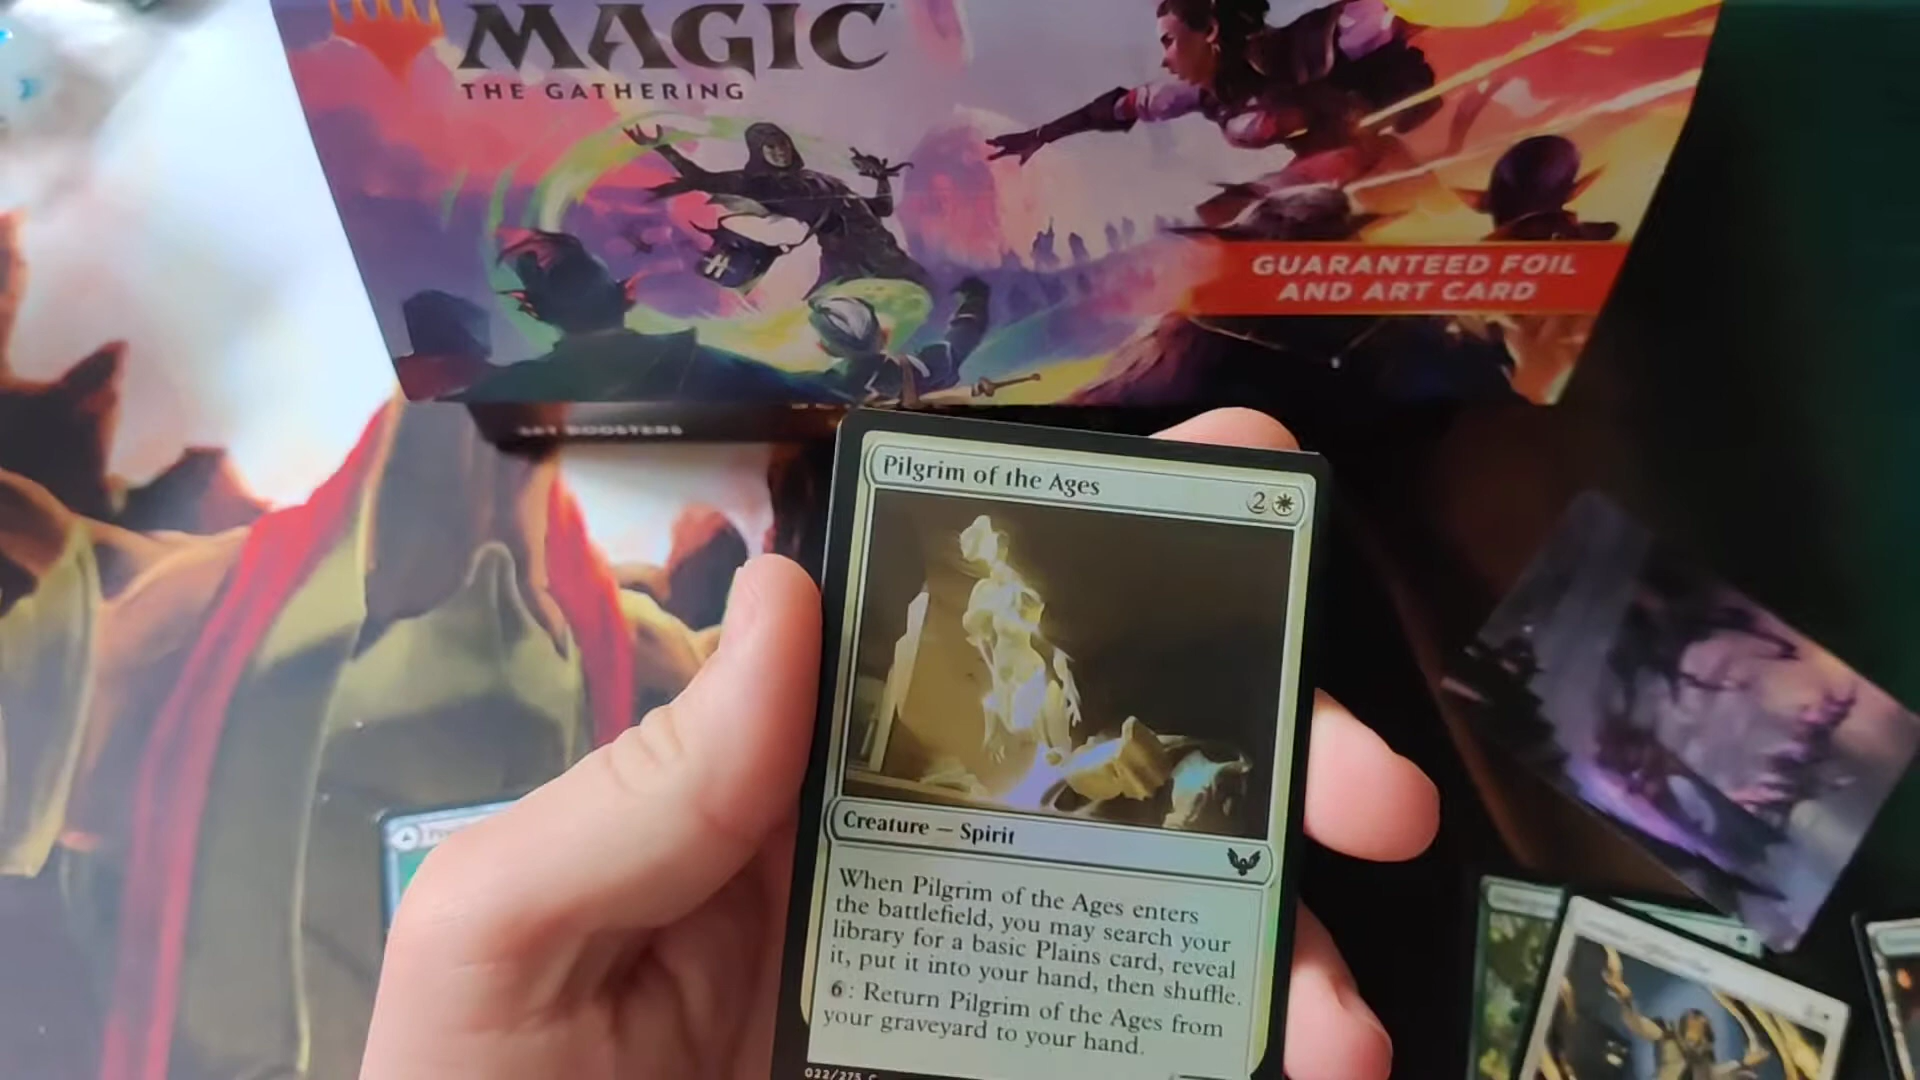 MAGIC
THE GATHERING
GUARANTEED FOIL
AND ART CARD
SET BOOSTERS
Pilgrim of the Ages
2
Creature — Spirit
When Pilgrim of the Ages enters
the battlefield, you may search your
library for a basic Plains card, reveal
it, put it into your hand, then shuffle.
6: Return Pilgrim of the Ages from
your graveyard to your hand.
022/275 C